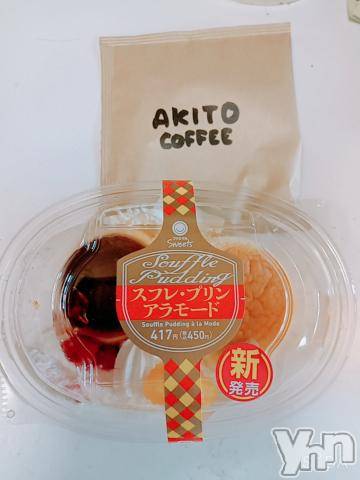 AKITO
COFFEE
Sweets
Souffle
Pudding
スフレ・プリン
アラモード
Souffle Pudding à la Mode
417円(税込450円)
新
発売
yhn